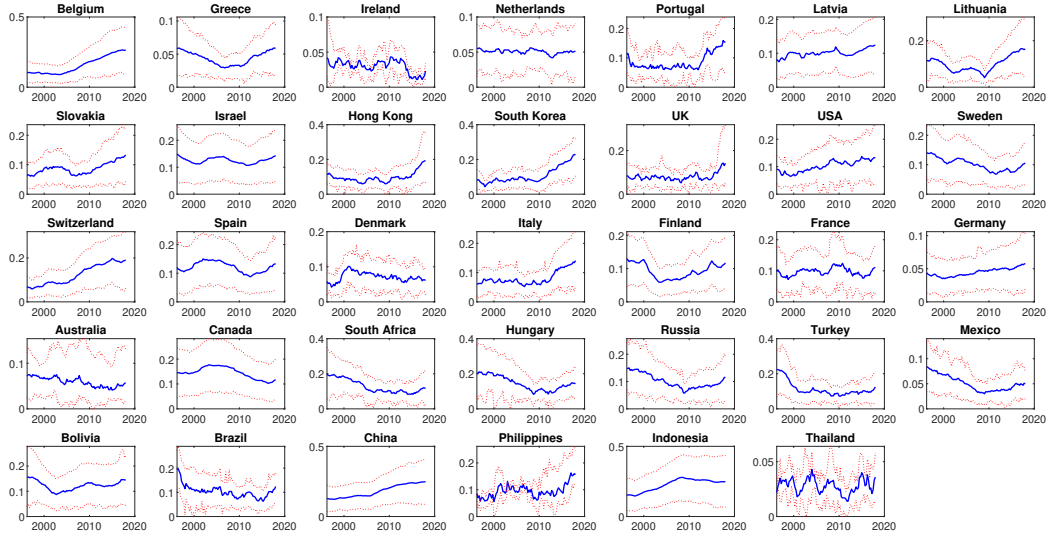 Belgium Greece Ireland Netherlands Portugal Latvia Lithuania
0.5 0.1 0.1 0.2 0.2 0.2
0.05 0.05 0.05 0.1 0.1
0 0 0 0 0 0 0
2000 2010 2020 2000 2010 2020 2000 2010 2020 2000 2010 2020 2000 2010 2020 2000 2010 2020 2000 2010 2020
Slovakia Israel Hong Kong South Korea UK USA Sweden
0.2 0.2 0.4 0.4 0.2 0.2 0.2
0.1 0.1 0.2 0.2 0.1 0.1
0 0 0 0 0 0 0
2000 2010 2020 2000 2010 2020 2000 2010 2020 2000 2010 2020 2000 2010 2020 2000 2010 2020 2000 2010 2020
Switzerland Spain Denmark Italy Finland France Germany
0.2 0.2 0.2 0.2 0.2 0.2 0.1
0.1 0.1 0.1 0.1 0.1 0.05
0 0 0 0 0 0 0
2000 2010 2020 2000 2010 2020 2000 2010 2020 2000 2010 2020 2000 2010 2020 2000 2010 2020 2000 2010 2020
Australia Canada South Africa Hungary Russia Turkey Mexico
0.1 0.2 0.4 0.4 0.2 0.4 0.1
0.1 0.2 0.2 0.1 0.2 0.05
0 0 0 0 0 0 0
2000 2010 2020 2000 2010 2020 2000 2010 2020 2000 2010 2020 2000 2010 2020 2000 2010 2020 2000 2010 2020
Bolivia Brazil China Philippines Indonesia Thailand
0.2 0.2 0.5 0.2 0.5 0.05
0.1 0.1 0.1
0 0 0 0 0 0
2000 2010 2020 2000 2010 2020 2000 2010 2020 2000 2010 2020 2000 2010 2020 2000 2010 2020